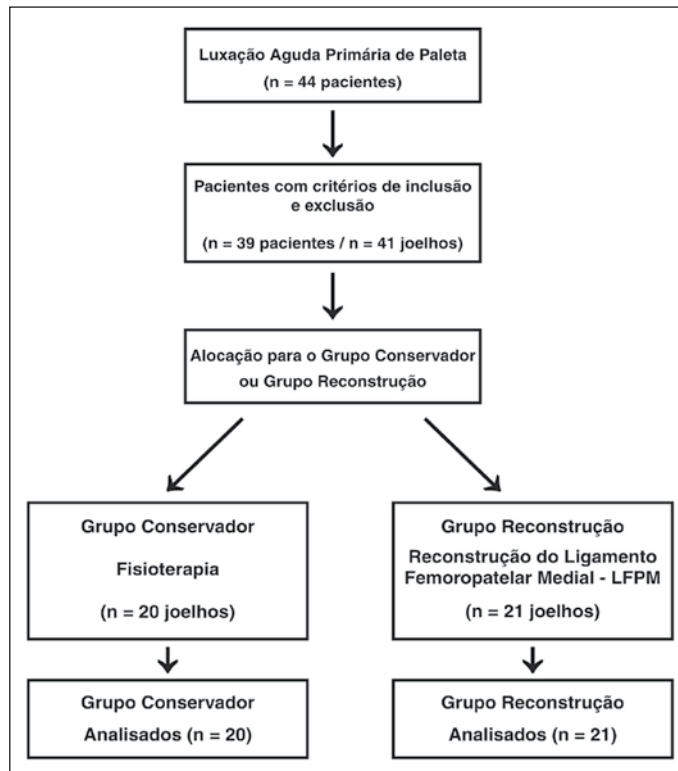 Luxação Aguda Primária de Paleta
(n = 44 pacientes)
Pacientes com critérios de inclusão
e exclusão
(n = 39 pacientes / n = 41 joelhos)
Alocação para o Grupo Conservador
ou Grupo Reconstrução
Grupo Conservador
Fisioterapia
(n = 20 joelhos)
Grupo Reconstrução
Reconstrução do Ligamento
Femoropatelar Medial - LFPM
(n = 21 joelhos)
Grupo Conservador
Analisados (n = 20)
Grupo Reconstrução
Analisados (n = 21)